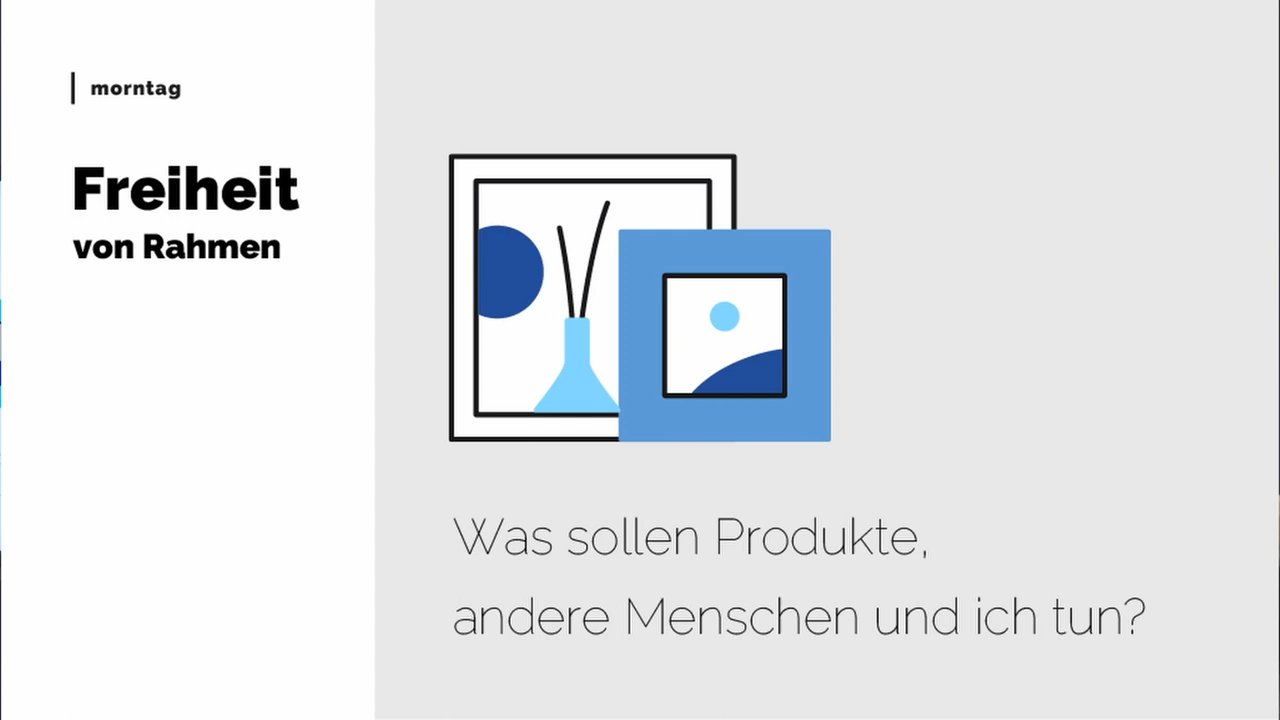 morntag
Freiheit
von Rahmen
Was sollen Produkte,
andere Menschen und ich tun?